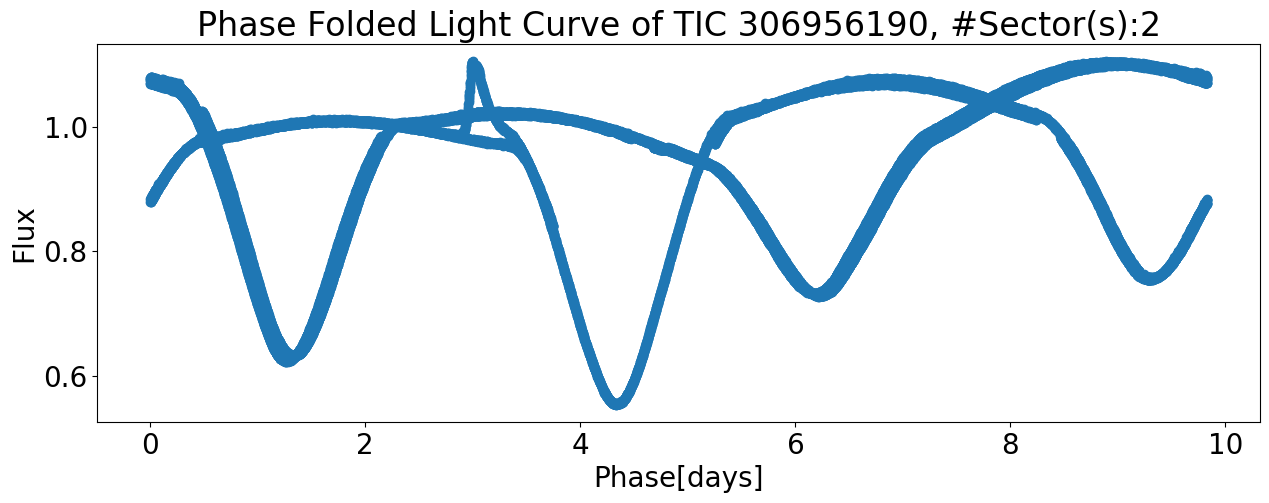 Phase Folded Light Curve of TIC 306956190, #Sector(s):2
1.0
0.8
0.6
Flux
0 2 4 6 8 10
Phase[days]